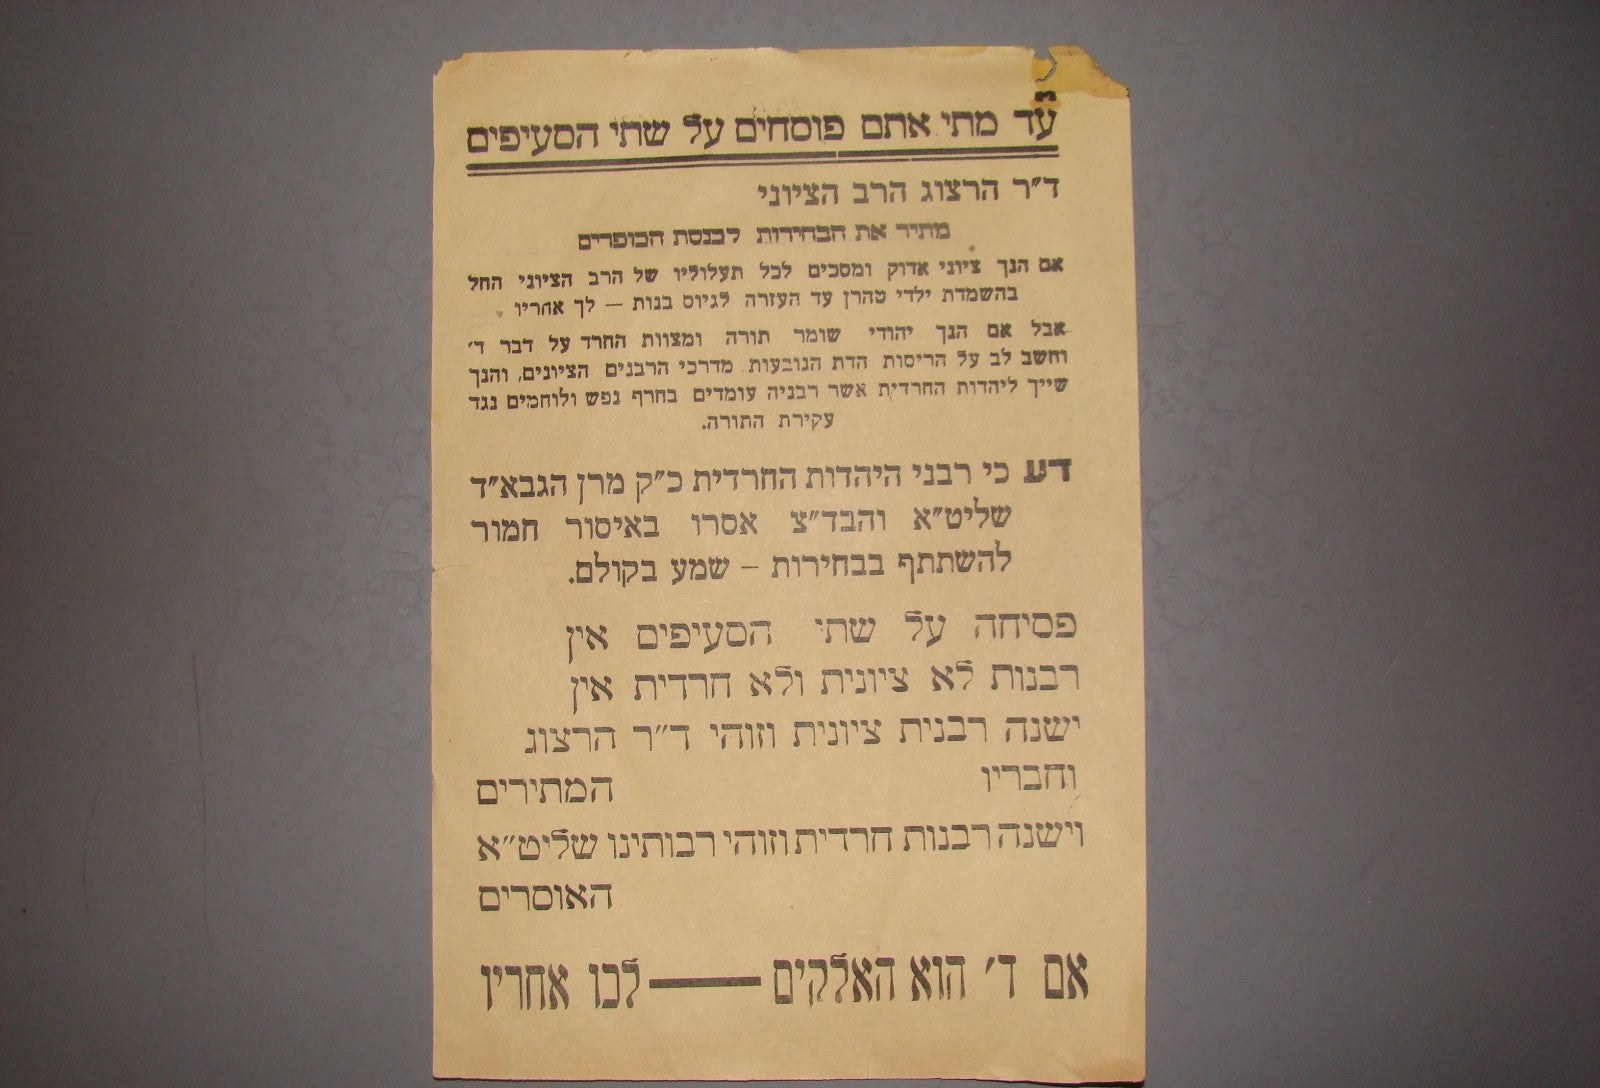 עד מתי אתם פוסחים על שתי הסעיפים
ד״ר הרצוג הרב הציוני
מתיר את הבחירות לכנסת הכופרים
אם הנך ציוני אדוק ומסכים לכל תעלוליו של הרב הציוני החל
בהשמדת ילדי טהרן עד העזרה לגיוס בנות — לך אחריו
אבל אם הנך יהודי שומר תורה ומצוות החרד על דבר ד׳
וחשב לב על הריסות הדת הנובעות מדרכי הרבנים הציונים, והנך
שייך ליהדות החרדית אשר רבניה עומדים בחרף נפש ולוחמים נגד
עקירת התורה.
דע כי רבני היהדות החרדית כ״ק מרן הגבא״ד
שליט״א והבד״צ אסרו באיסור חמור
להשתתף בבחירות – שמע בקולם.
פסיחה על שתי הסעיפים אין
רבנות לא ציונית ולא חרדית אין
ישנה רבנית ציונית וזוהי ד״ר הרצוג
וחבריו המתירים
וישנה רבנות חרדית וזוהי רבותינו שליט״א
האוסרים
אם ד׳ הוא האלקים — לכו אחריו